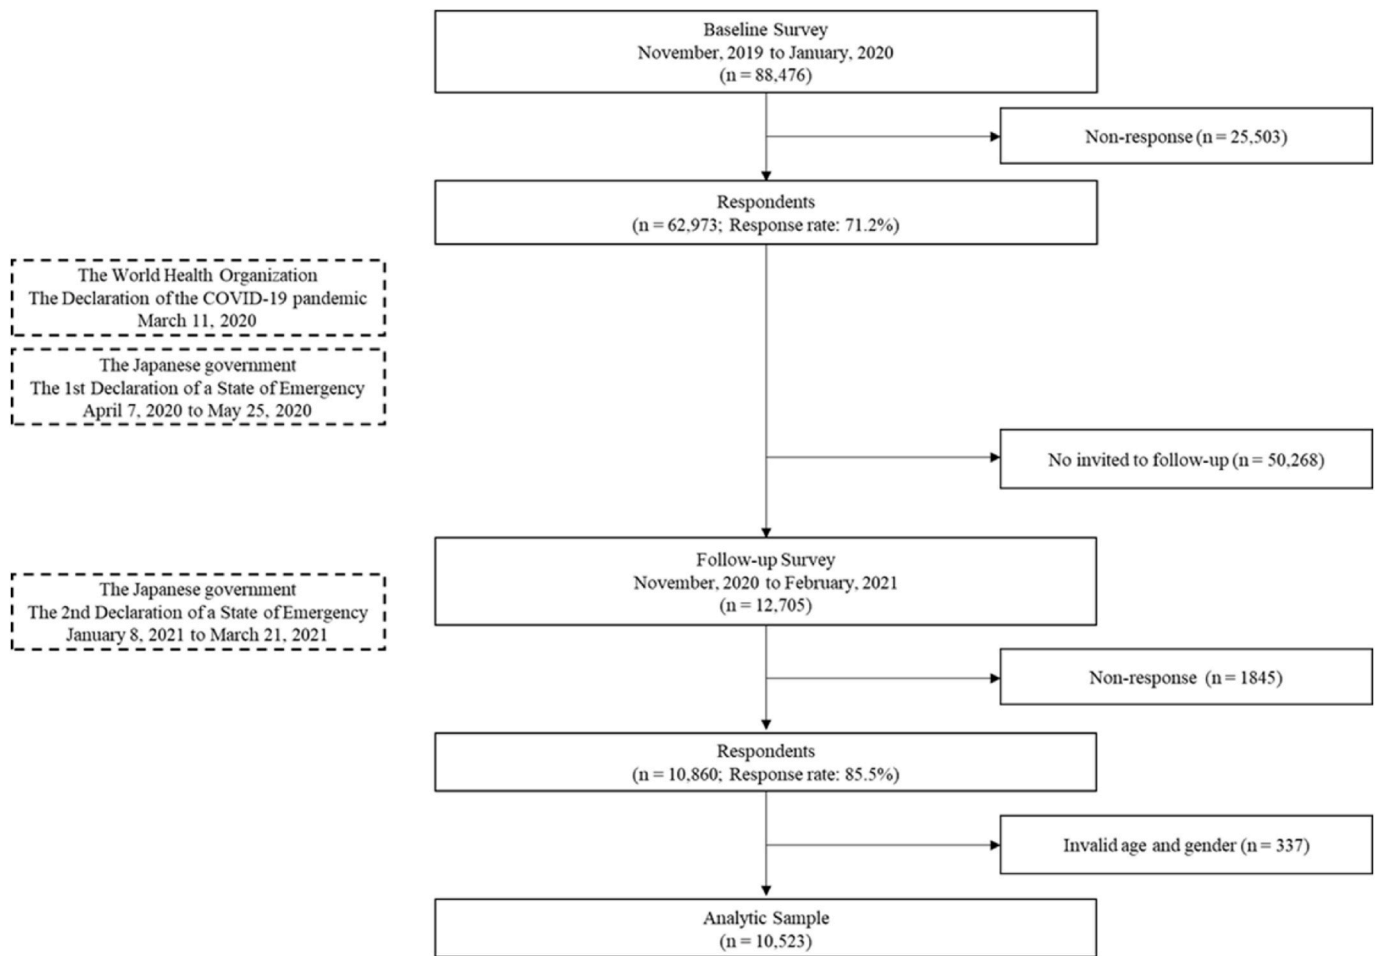 Baseline Survey
November, 2019 to January, 2020
(n = 88,476)
Non-response (n = 25,503)
Respondents
(n = 62,973; Response rate: 71.2%)
The World Health Organization
The Declaration of the COVID-19 pandemic
March 11, 2020
The Japanese government
The 1st Declaration of a State of Emergency
April 7, 2020 to May 25, 2020
No invited to follow-up (n = 50,268)
Follow-up Survey
November, 2020 to February, 2021
(n = 12,705)
The Japanese government
The 2nd Declaration of a State of Emergency
January 8, 2021 to March 21, 2021
Non-response (n = 1845)
Respondents
(n = 10,860; Response rate: 85.5%)
Invalid age and gender (n = 337)
Analytic Sample
(n = 10,523)